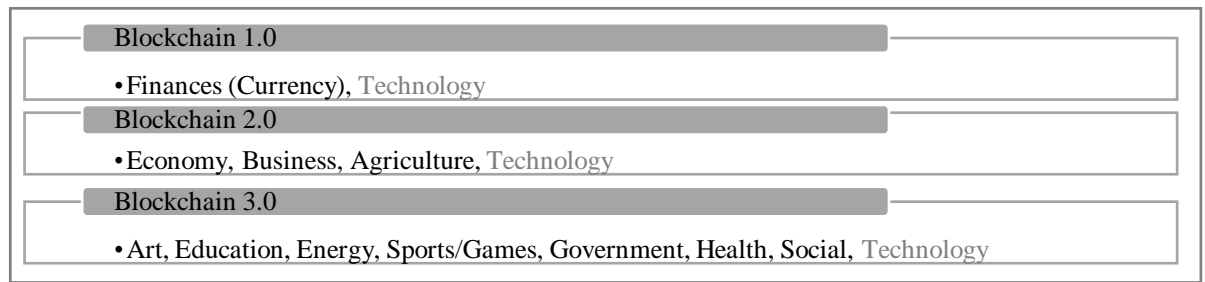 Blockchain 1.0
•Finances (Currency), Technology
Blockchain 2.0
•Economy, Business, Agriculture, Technology
Blockchain 3.0
•Art, Education, Energy, Sports/Games, Government, Health, Social, Technology